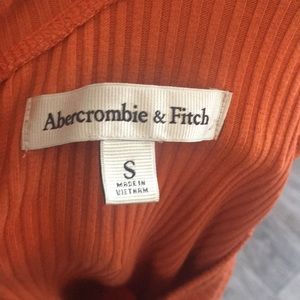 Abercrombie & Fitch
S
MADE IN
VIETNAM